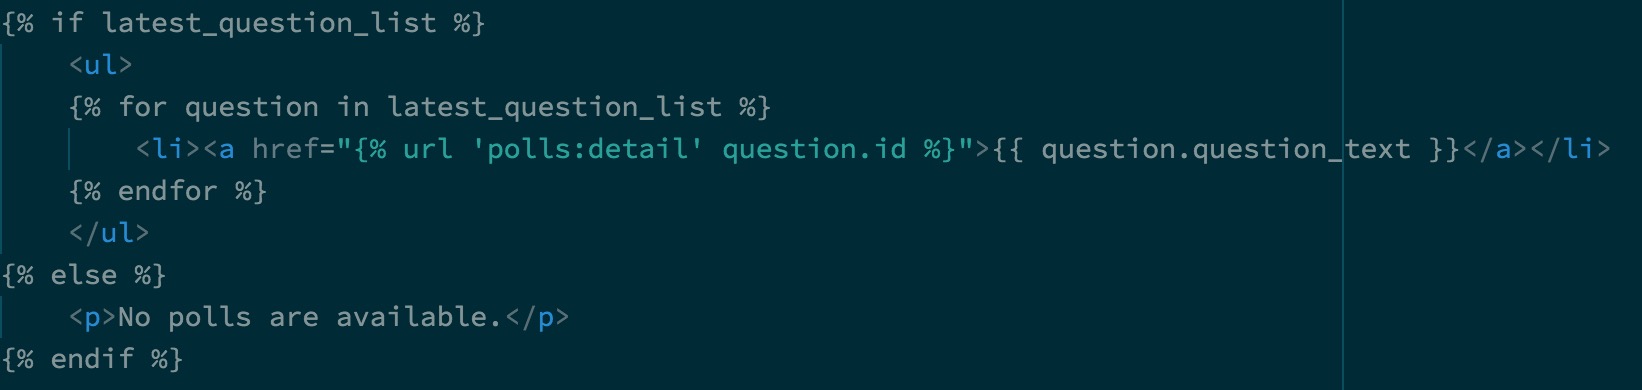 {% if latest_question_list %}
<ul>
{% for question in latest_question_list %}
<li><a href="{% url 'polls:detail' question.id %}">{{ question.question_text }}</a></li>
{% endfor %}
</ul>
{% else %}
<p>No polls are available.</p>
{% endif %}